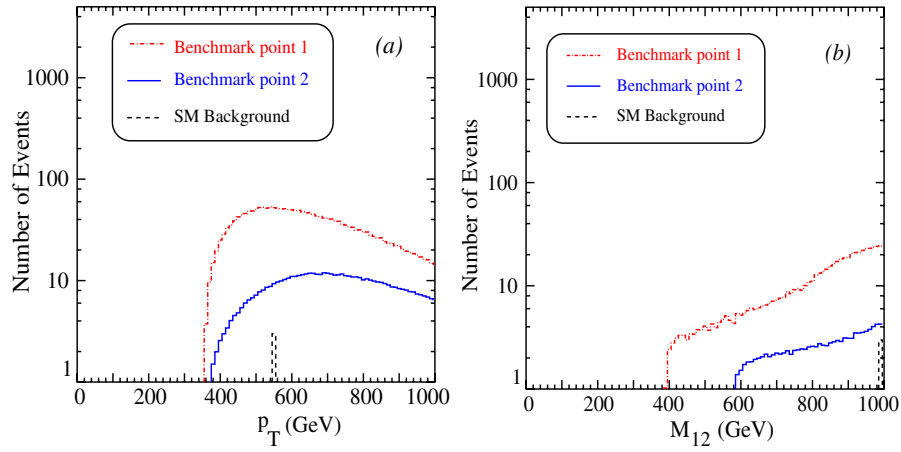 (a)
Benchmark point 1
Benchmark point 2
SM Background
1000
100
10
1
Number of Events
0 200 400 600 800 1000
p_T (GeV)
(b)
Benchmark point 1
Benchmark point 2
SM Background
1000
100
10
1
Number of Events
0 200 400 600 800 1000
M_12 (GeV)